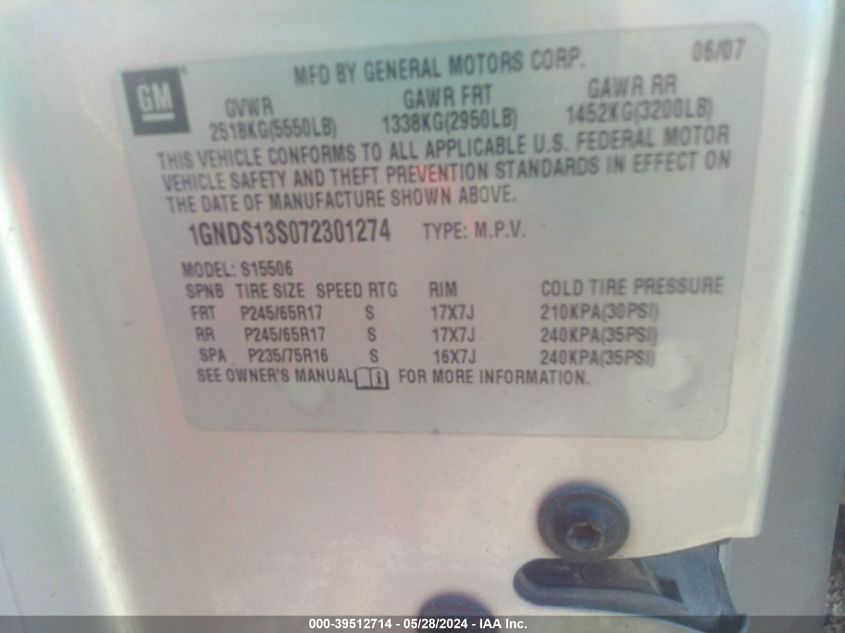 GM
MFD BY GENERAL MOTORS CORP. 06/07
GVWR GAWR FRT GAWR RR
2518KG(5550LB) 1338KG(2950LB) 1452KG(3200LB)
THIS VEHICLE CONFORMS TO ALL APPLICABLE U.S. FEDERAL MOTOR
VEHICLE SAFETY AND THEFT PREVENTION STANDARDS IN EFFECT ON
THE DATE OF MANUFACTURE SHOWN ABOVE.
1GNDS13S072301274 TYPE: M.P.V.
MODEL: S15506
SPNB TIRE SIZE SPEED RTG RIM COLD TIRE PRESSURE
FRT P245/65R17 S 17X7J 210KPA(30PSI)
RR P245/65R17 S 17X7J 240KPA(35PSI)
SPA P235/75R16 S 16X7J 240KPA(35PSI)
SEE OWNER'S MANUAL FOR MORE INFORMATION.
000-39512714 - 05/28/2024 - IAA Inc.